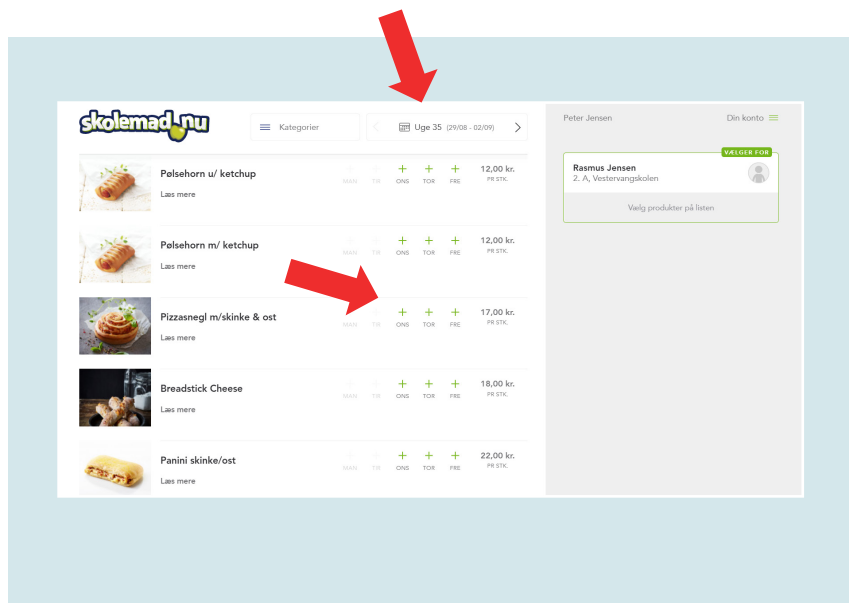 skolemad.nu
Kategorier
Uge 35 (29/08 - 02/09)
Pølsehorn u/ ketchup
Læs mere
MAN TIR ONS TOR FRE
12,00 kr.
PR STK.
Pølsehorn m/ ketchup
Læs mere
MAN TIR ONS TOR FRE
12,00 kr.
PR STK.
Pizzasnegl m/skinke & ost
Læs mere
MAN TIR ONS TOR FRE
17,00 kr.
PR STK.
Breadstick Cheese
Læs mere
MAN TIR ONS TOR FRE
18,00 kr.
PR STK.
Panini skinke/ost
Læs mere
MAN TIR ONS TOR FRE
22,00 kr.
PR STK.
Peter Jensen
Din konto
VÆLGER FOR
Rasmus Jensen
2. A, Vestervangskolen
Vælg produkter på listen